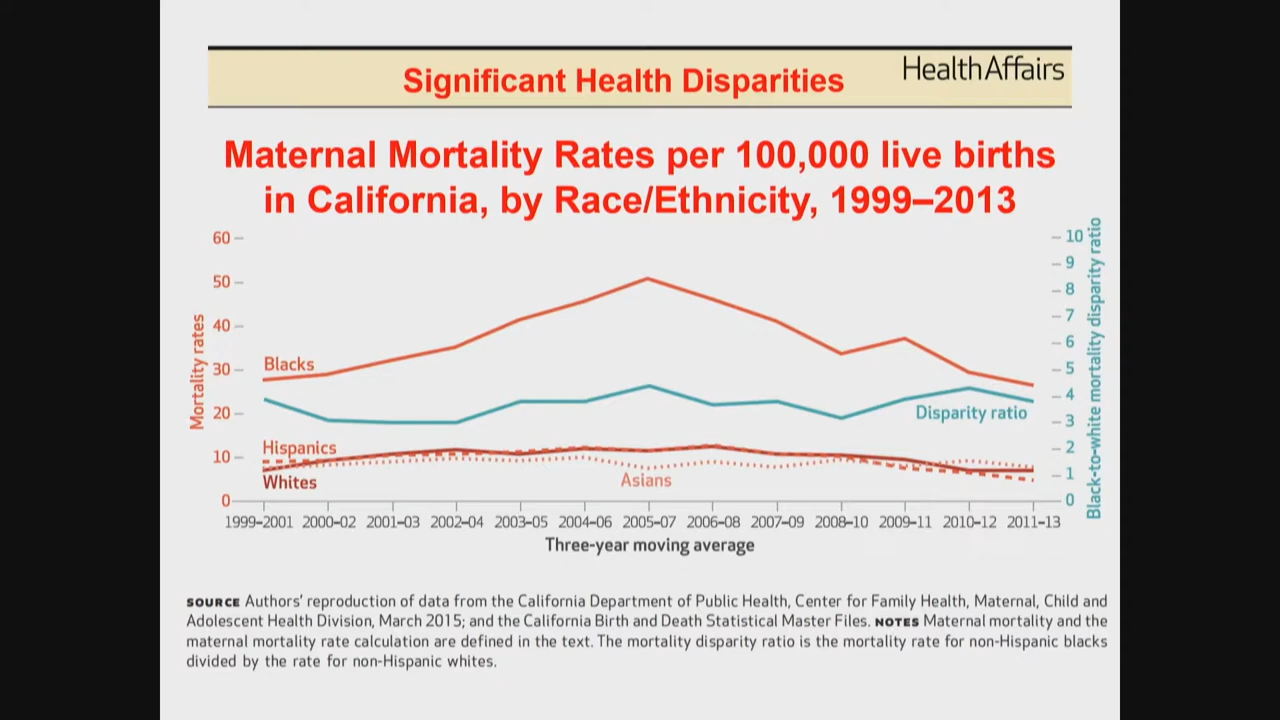 Significant Health Disparities
HealthAffairs
Maternal Mortality Rates per 100,000 live births
in California, by Race/Ethnicity, 1999–2013
Mortality rates
60
50
40
30
20
10
0
Blacks
Hispanics
Whites
Asians
Disparity ratio
10
9
8
7
6
5
4
3
2
1
0
Black-to-white mortality disparity ratio
1999–2001 2000–02 2001–03 2002–04 2003–05 2004–06 2005–07 2006–08 2007–09 2008–10 2009–11 2010–12 2011–13
Three-year moving average
SOURCE Authors' reproduction of data from the California Department of Public Health, Center for Family Health, Maternal, Child and
Adolescent Health Division, March 2015; and the California Birth and Death Statistical Master Files. NOTES Maternal mortality and the
maternal mortality rate calculation are defined in the text. The mortality disparity ratio is the mortality rate for non-Hispanic blacks
divided by the rate for non-Hispanic whites.